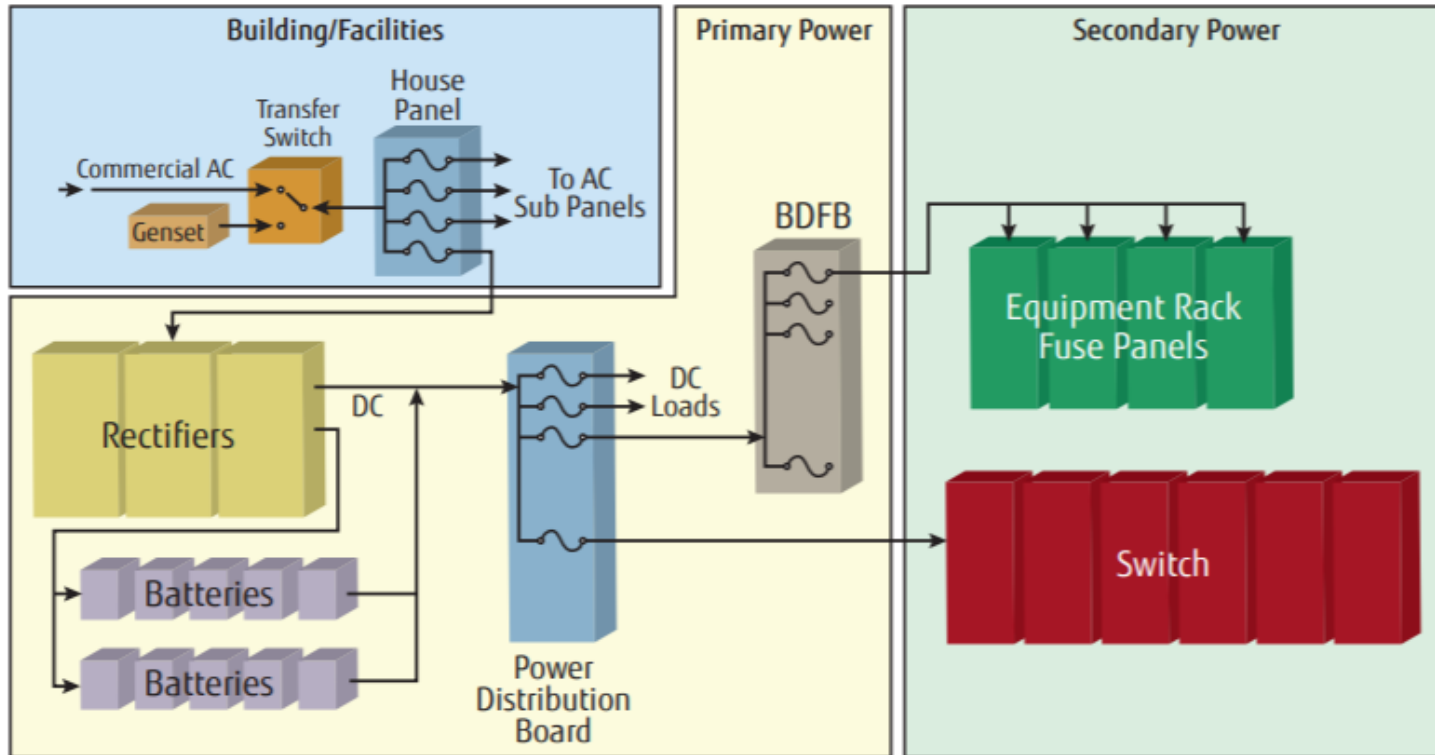 Building/Facilities
Primary Power
Secondary Power
House
Panel
Transfer
Switch
Commercial AC
Genset
To AC
Sub Panels
BDFB
Equipment Rack
Fuse Panels
Rectifiers
DC
DC
Loads
Switch
Batteries
Batteries
Power
Distribution
Board